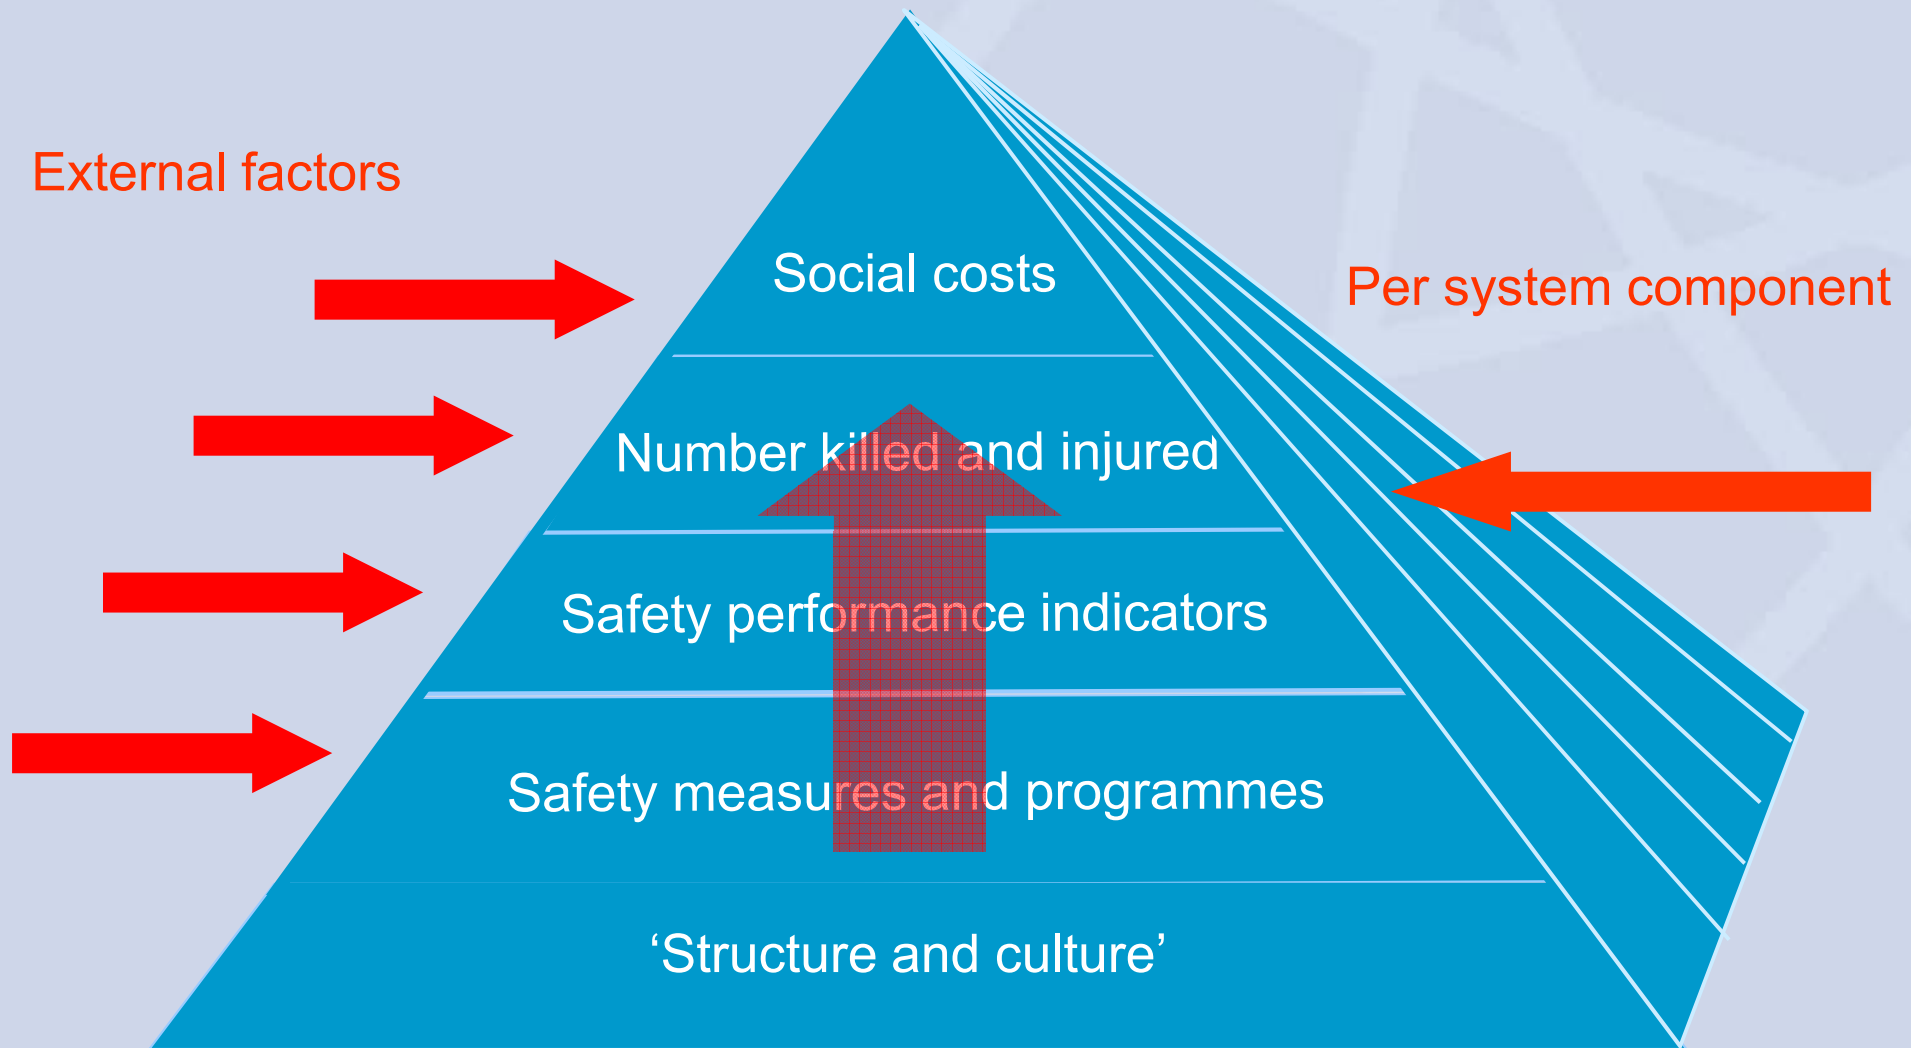 External factors
Social costs
Per system component
Number killed and injured
Safety performance indicators
Safety measures and programmes
‘Structure and culture’